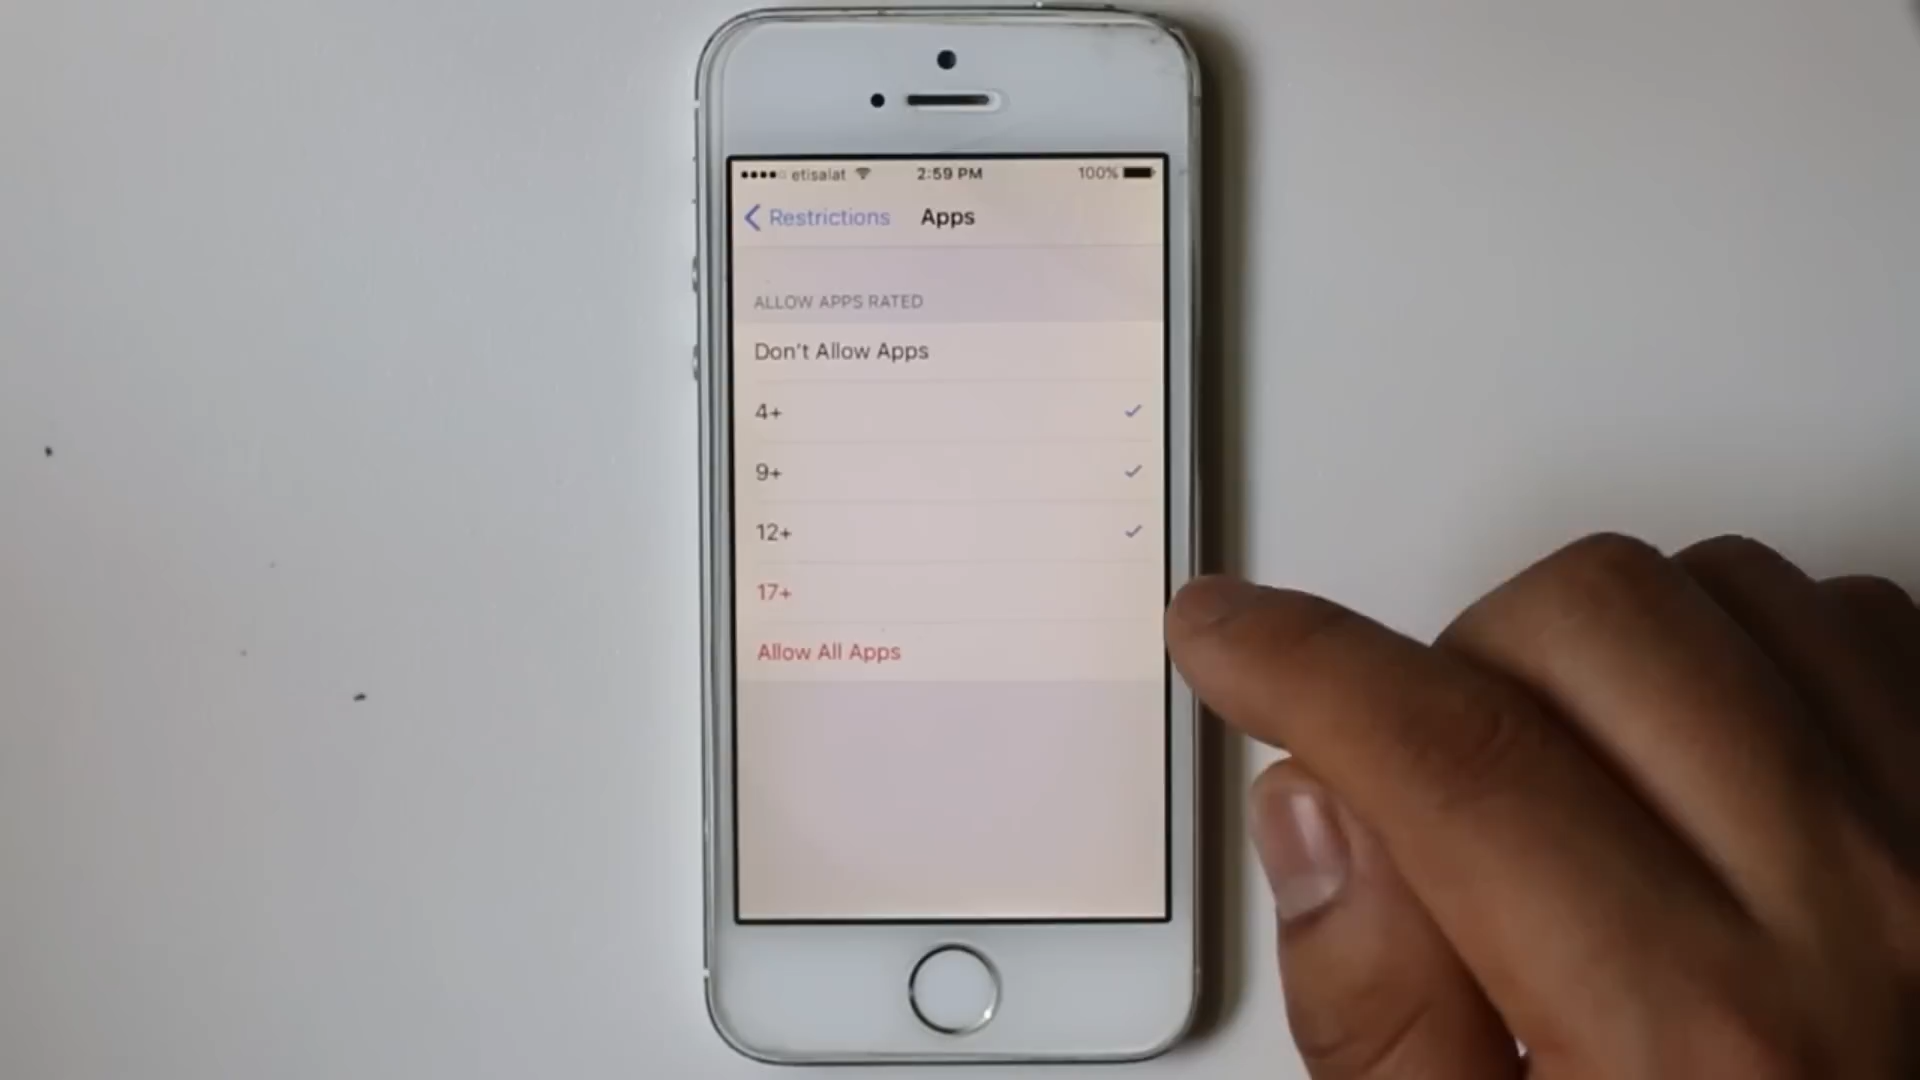 etisalat 2:59 PM 100%
Restrictions Apps
ALLOW APPS RATED
Don't Allow Apps
4+
9+
12+
17+
Allow All Apps